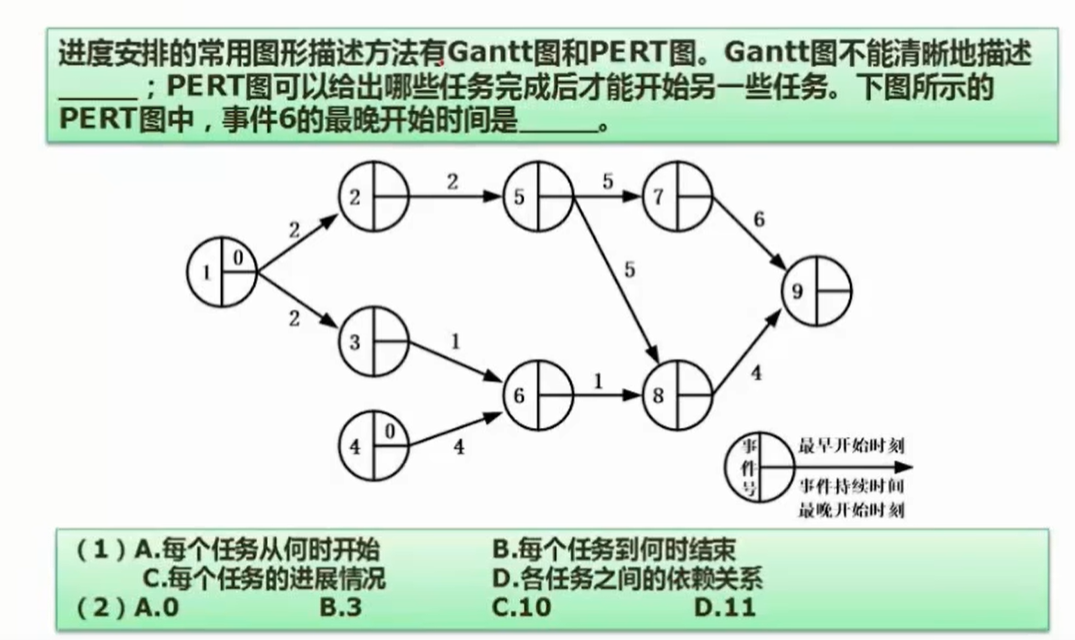 进度安排的常用图形描述方法有Gantt图和PERT图。Gantt图不能清晰地描述
______；PERT图可以给出哪些任务完成后才能开始另一些任务。下图所示的
PERT图中，事件6的最晚开始时间是_____。
2 2 5 5 7
2 6
1 0
5
9
2
3 1
6 1 8 4
4 0
4
事件号 最早开始时刻
事件持续时间
最晚开始时刻
（1）A.每个任务从何时开始 B.每个任务到何时结束
C.每个任务的进展情况 D.各任务之间的依赖关系
（2）A.0 B.3 C.10 D.11